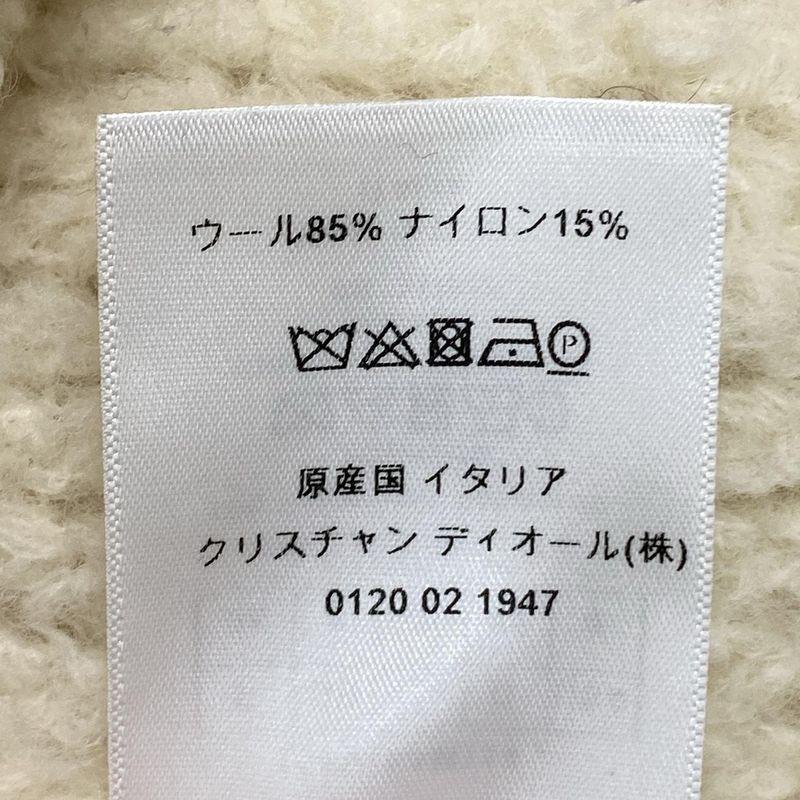 ウール85% ナイロン15%
P
原産国 イタリア
クリスチャン ディオール(株)
0120 02 1947